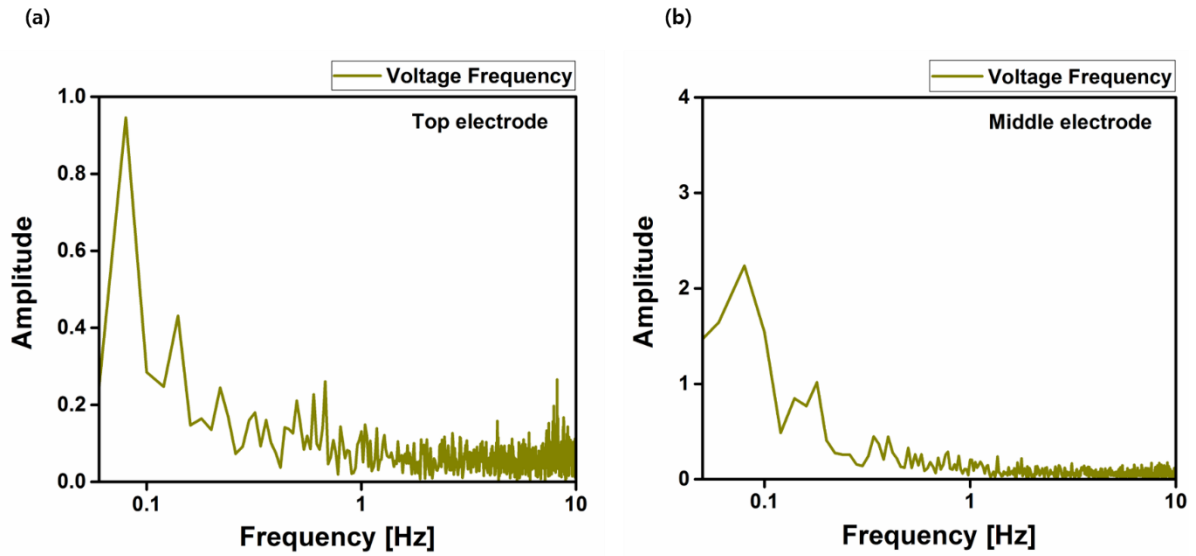 (a)
Voltage Frequency
Top electrode
1.0
0.8
0.6
0.4
0.2
0.0
Amplitude
0.1
1
10
Frequency [Hz]
(b)
Voltage Frequency
Middle electrode
4
3
2
1
0
Amplitude
0.1
1
10
Frequency [Hz]